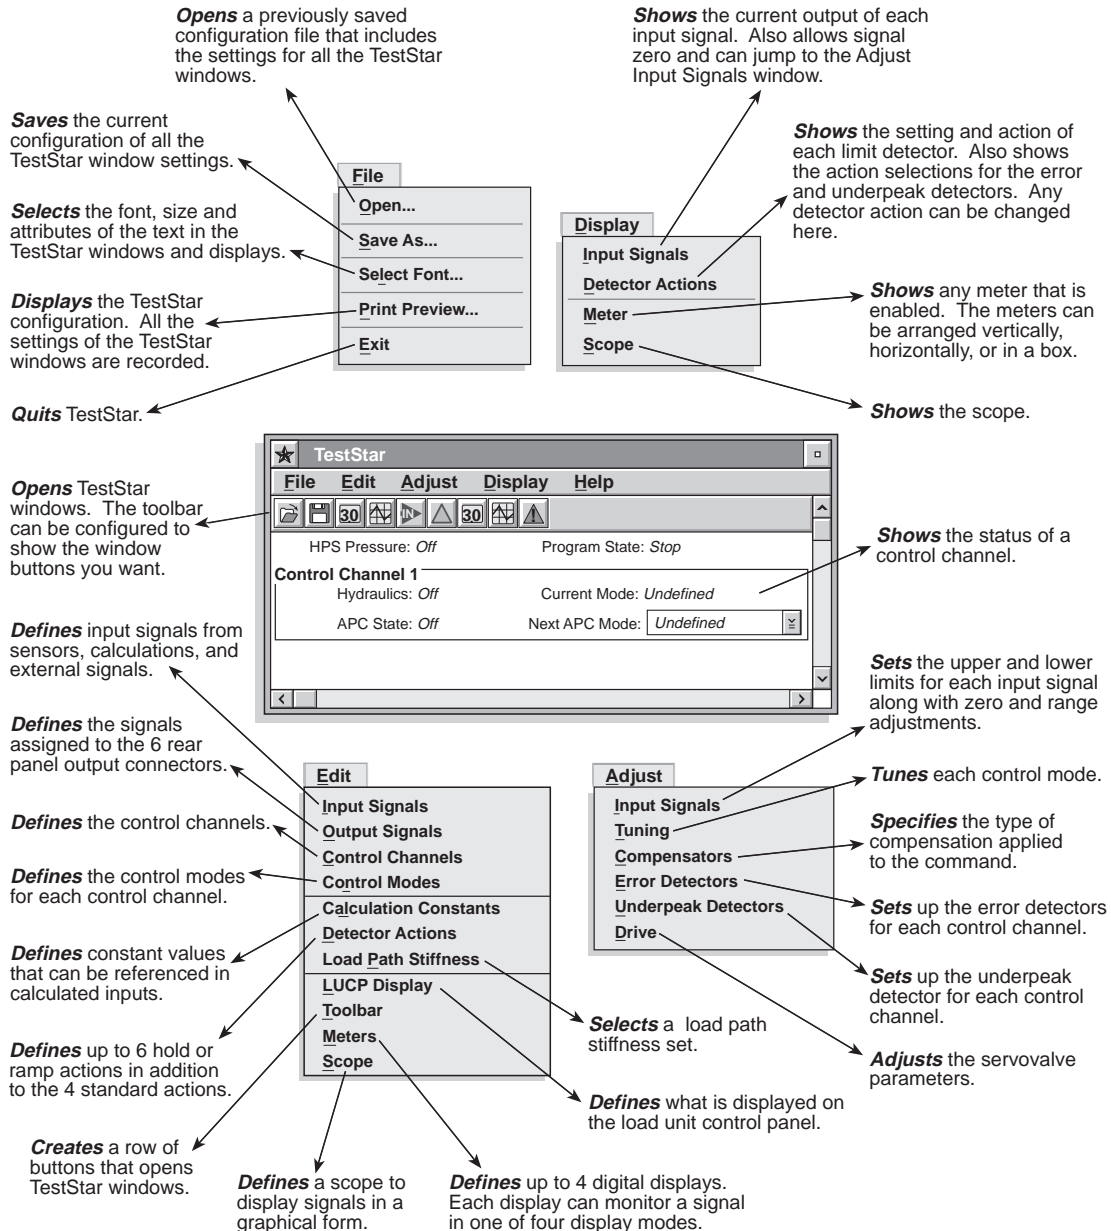 Opens a previously saved
configuration file that includes
the settings for all the TestStar
windows.
Shows the current output of each
input signal.  Also allows signal
zero and can jump to the Adjust
Input Signals window.
Saves the current
configuration of all the
TestStar window settings.
Selects the font, size and
attributes of the text in the
TestStar windows and displays.
Displays the TestStar
configuration.  All the
settings of the TestStar
windows are recorded.
Quits TestStar.
File
Open...
Save As...
Select Font...
Print Preview...
Exit
Display
Input Signals
Detector Actions
Meter
Scope
Shows the setting and action of
each limit detector.  Also shows
the action selections for the error
and underpeak detectors.  Any
detector action can be changed
here.
Shows any meter that is
enabled.  The meters can
be arranged vertically,
horizontally, or in a box.
Shows the scope.
Opens TestStar
windows.  The toolbar
can be configured to
show the window
buttons you want.
TestStar
File Edit Adjust Display Help
30 IN 30
HPS Pressure: Off Program State: Stop
Control Channel 1
Hydraulics: Off Current Mode: Undefined
APC State: Off Next APC Mode: Undefined
Shows the status of a
control channel.
Defines input signals from
sensors, calculations, and
external signals.
Defines the signals
assigned to the 6 rear
panel output connectors.
Defines the control channels.
Defines the control modes
for each control channel.
Defines constant values
that can be referenced in
calculated inputs.
Defines up to 6 hold or
ramp actions in addition
to the 4 standard actions.
Creates a row of
buttons that opens
TestStar windows.
Edit
Input Signals
Output Signals
Control Channels
Control Modes
Calculation Constants
Detector Actions
Load Path Stiffness
LUCP Display
Toolbar
Meters
Scope
Defines a scope to
display signals in a
graphical form.
Defines up to 4 digital displays.
Each display can monitor a signal
in one of four display modes.
Defines what is displayed on
the load unit control panel.
Selects a  load path
stiffness set.
Adjust
Input Signals
Tuning
Compensators
Error Detectors
Underpeak Detectors
Drive
Sets the upper and lower
limits for each input signal
along with zero and range
adjustments.
Tunes each control mode.
Specifies the type of
compensation applied
to the command.
Sets up the error detectors
for each control channel.
Sets up the underpeak
detector for each control
channel.
Adjusts the servovalve
parameters.